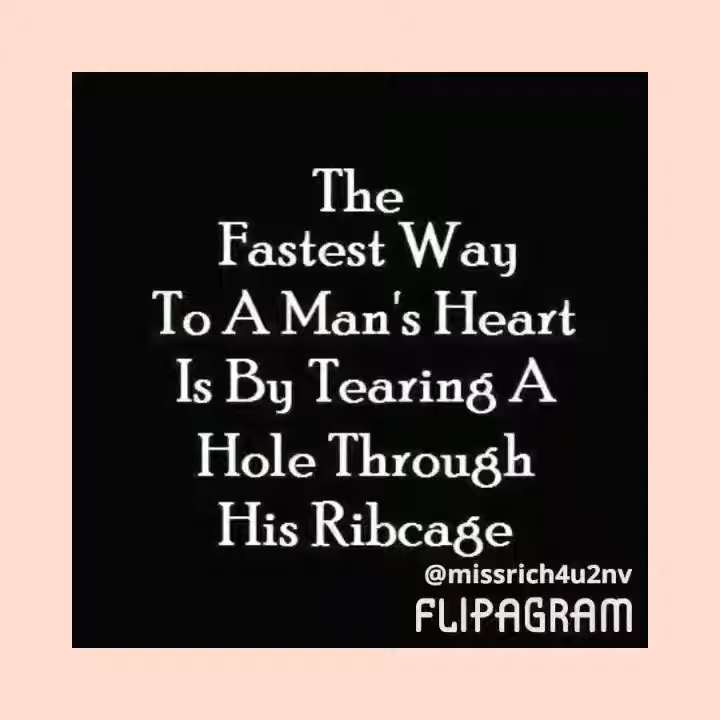 The
Fastest Way
To A Man's Heart
Is By Tearing A
Hole Through
His Ribcage
@missrich4u2nv
FLIPAGRAM